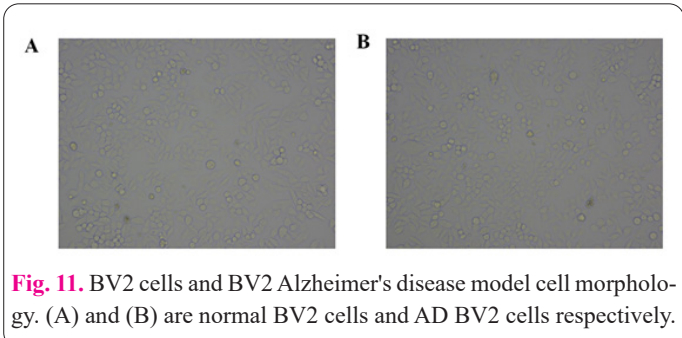 A
B
Fig. 11. BV2 cells and BV2 Alzheimer's disease model cell morpholo-
gy. (A) and (B) are normal BV2 cells and AD BV2 cells respectively.